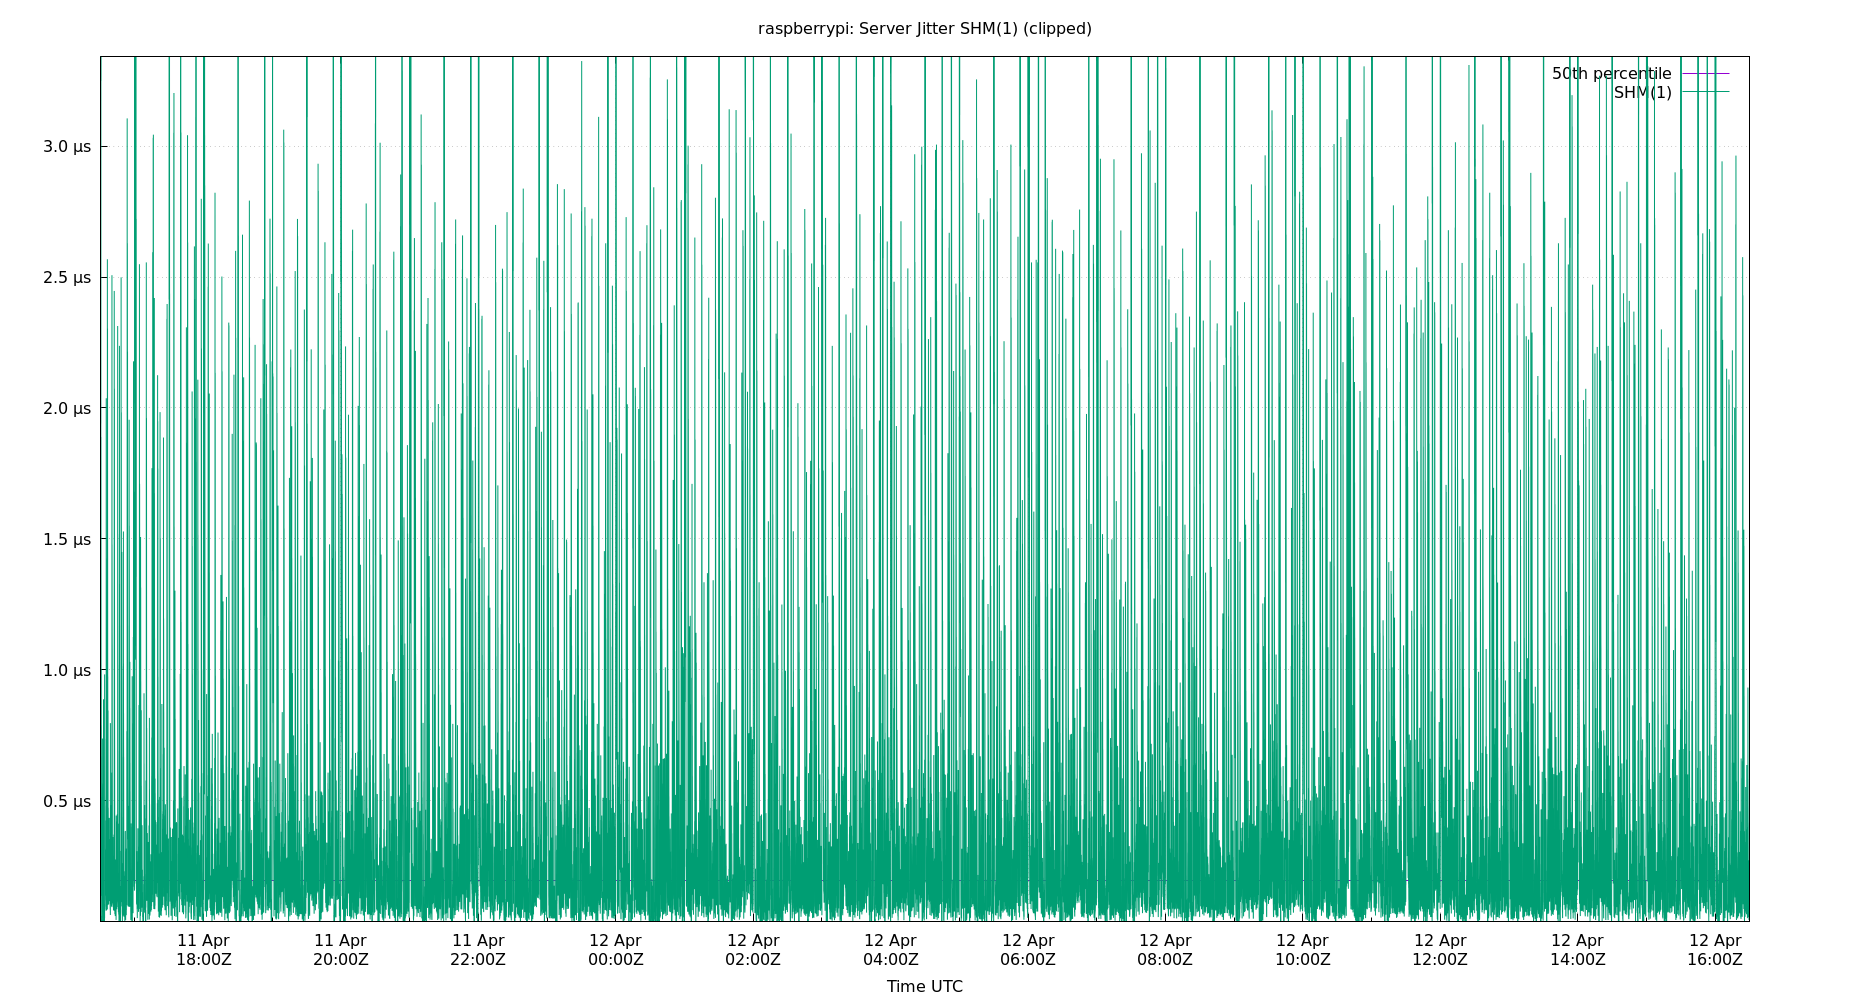 raspberrypi: Server Jitter SHM(1) (clipped)
50th percentile
SHM(1)
3.0 µs
2.5 µs
2.0 µs
1.5 µs
1.0 µs
0.5 µs
11 Apr 11 Apr 11 Apr 12 Apr 12 Apr 12 Apr 12 Apr 12 Apr 12 Apr 12 Apr 12 Apr 12 Apr
18:00Z 20:00Z 22:00Z 00:00Z 02:00Z 04:00Z 06:00Z 08:00Z 10:00Z 12:00Z 14:00Z 16:00Z
Time UTC